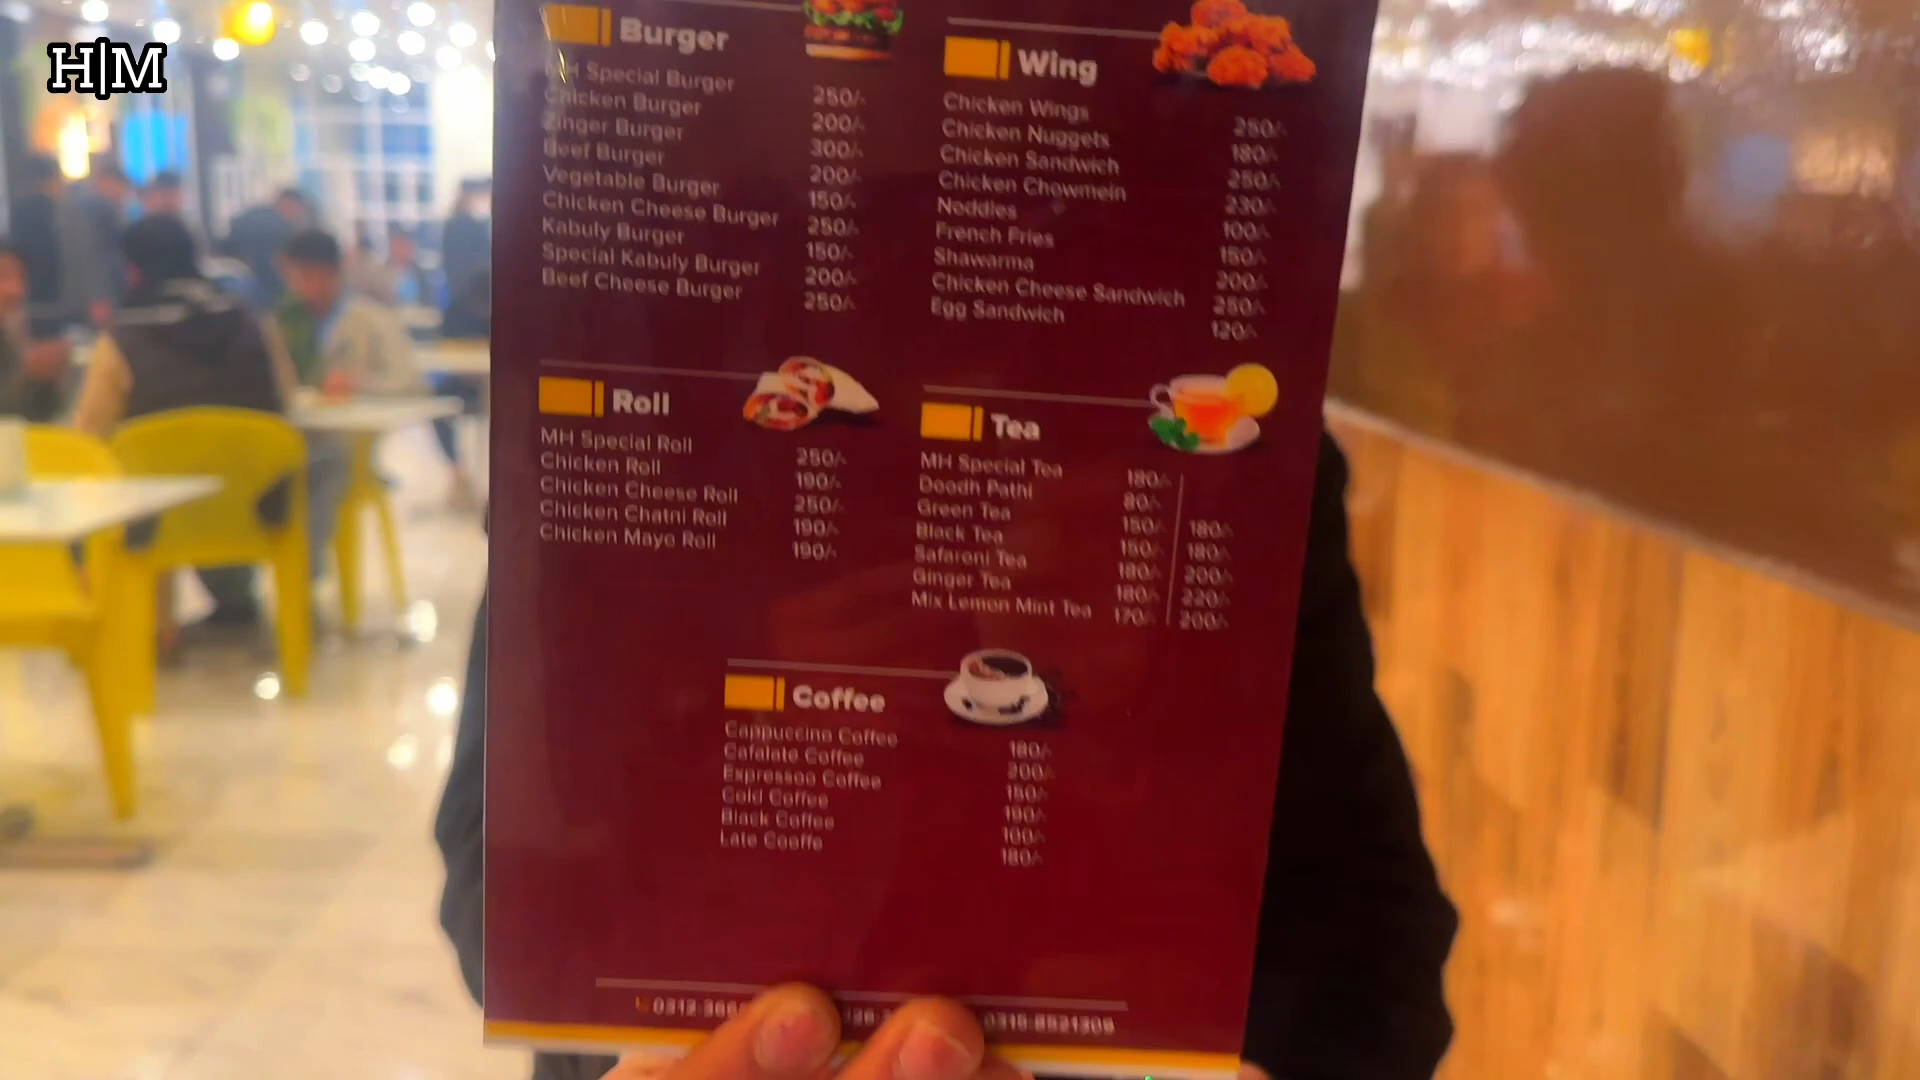 H|M
Burger
MH Special Burger 250/-
Chicken Burger 200/-
Zinger Burger 300/-
Beef Burger 200/-
Vegetable Burger 150/-
Chicken Cheese Burger 250/-
Kabuly Burger 150/-
Special Kabuly Burger 200/-
Beef Cheese Burger 250/-
Wing
Chicken Wings 250/-
Chicken Nuggets 180/-
Chicken Sandwich 250/-
Chicken Chowmein 230/-
Noddles 100/-
French Fries 150/-
Shawarma 200/-
Chicken Cheese Sandwich 250/-
Egg Sandwich 120/-
Roll
MH Special Roll 250/-
Chicken Roll 190/-
Chicken Cheese Roll 250/-
Chicken Chatni Roll 190/-
Chicken Mayo Roll 190/-
Tea
MH Special Tea 180/-
Doodh Pathi 80/-
Green Tea 150/- 180/-
Black Tea 150/- 180/-
Safaroni Tea 180/- 200/-
Ginger Tea 180/- 220/-
Mix Lemon Mint Tea 170/- 200/-
Coffee
Cappuccino Coffee 180/-
Cafalate Coffee 200/-
Expressoo Coffee 150/-
Cold Coffee 190/-
Black Coffee 100/-
Late Cooffe 180/-
0315-8521309